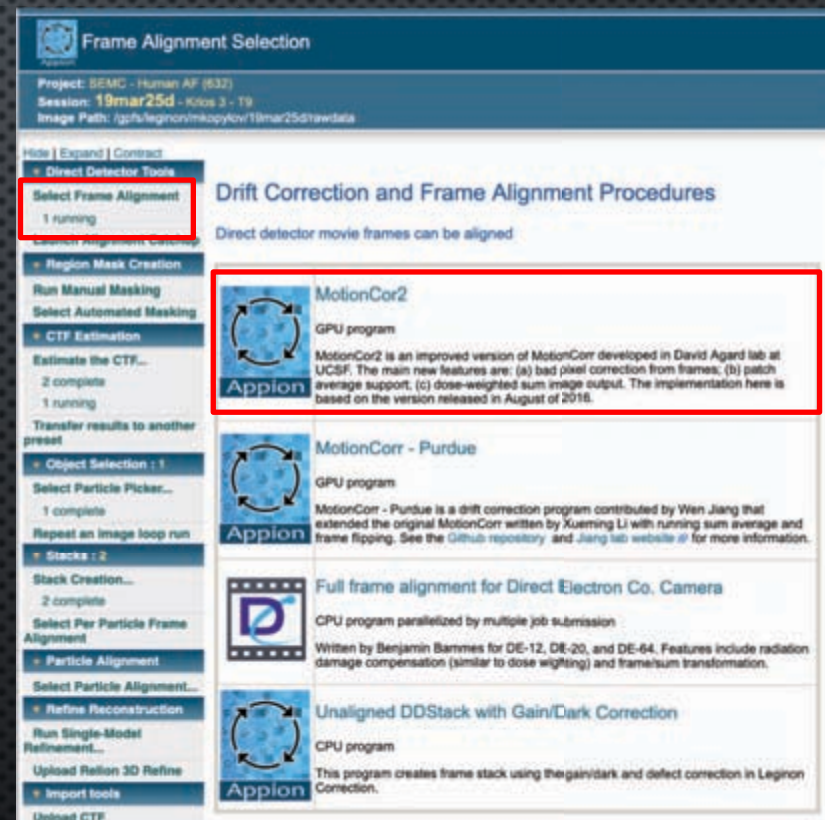 Frame Alignment Selection
Appion
Project: SEMC - Human AF (632)
Session: 19mar25d - Krios 3 - T9
Image Path: /gpfs/leginon/mkopylov/19mar25d/rawdata
Hide | Expand | Contract
Direct Detector Tools
Select Frame Alignment
1 running
Launch Alignment Catchup
Region Mask Creation
Run Manual Masking
Select Automated Masking
CTF Estimation
Estimate the CTF...
2 complete
1 running
Transfer results to another
preset
Object Selection : 1
Select Particle Picker...
1 complete
Repeat an image loop run
Stacks : 2
Stack Creation...
2 complete
Select Per Particle Frame
Alignment
Particle Alignment
Select Particle Alignment...
Refine Reconstruction
Run Single-Model
Refinement...
Upload Relion 3D Refine
Import tools
Upload CTF
Drift Correction and Frame Alignment Procedures
Direct detector movie frames can be aligned
Appion
MotionCor2
GPU program
MotionCor2 is an improved version of MotionCorr developed in David Agard lab at
UCSF. The main new features are: (a) bad pixel correction from frames; (b) patch
average support, (c) dose-weighted sum image output. The implementation here is
based on the version released in August of 2016.
Appion
MotionCorr - Purdue
GPU program
MotionCorr - Purdue is a drift correction program contributed by Wen Jiang that
extended the original MotionCorr written by Xueming Li with running sum average and
frame flipping. See the Github repository and Jiang lab website for more information.
DE
Full frame alignment for Direct Electron Co. Camera
CPU program parallelized by multiple job submission
Written by Benjamin Bammes for DE-12, DE-20, and DE-64. Features include radiation
damage compensation (similar to dose wigiting) and frame/sum transformation.
Appion
Unaligned DDStack with Gain/Dark Correction
CPU program
This program creates frame stack using the gain/dark and defect correction in Leginon
Correction.